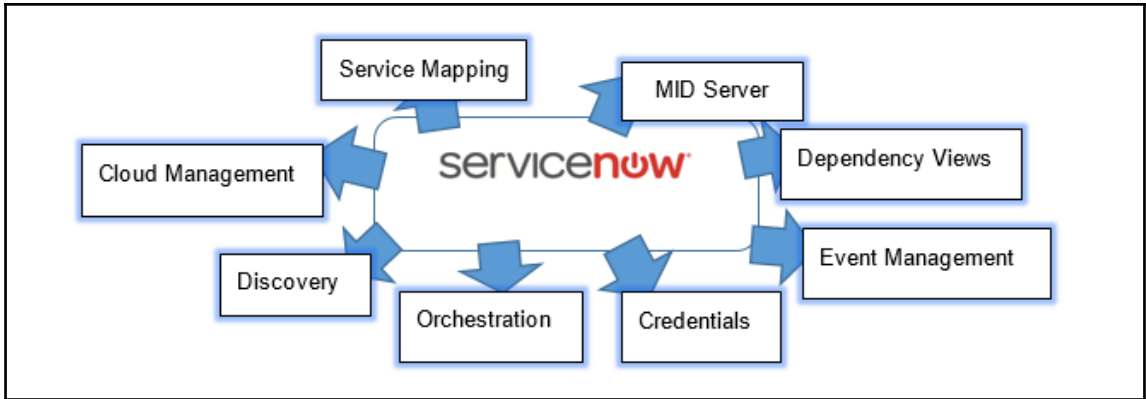 Service Mapping
MID Server
servicenow
Cloud Management
Dependency Views
Discovery
Event Management
Orchestration
Credentials